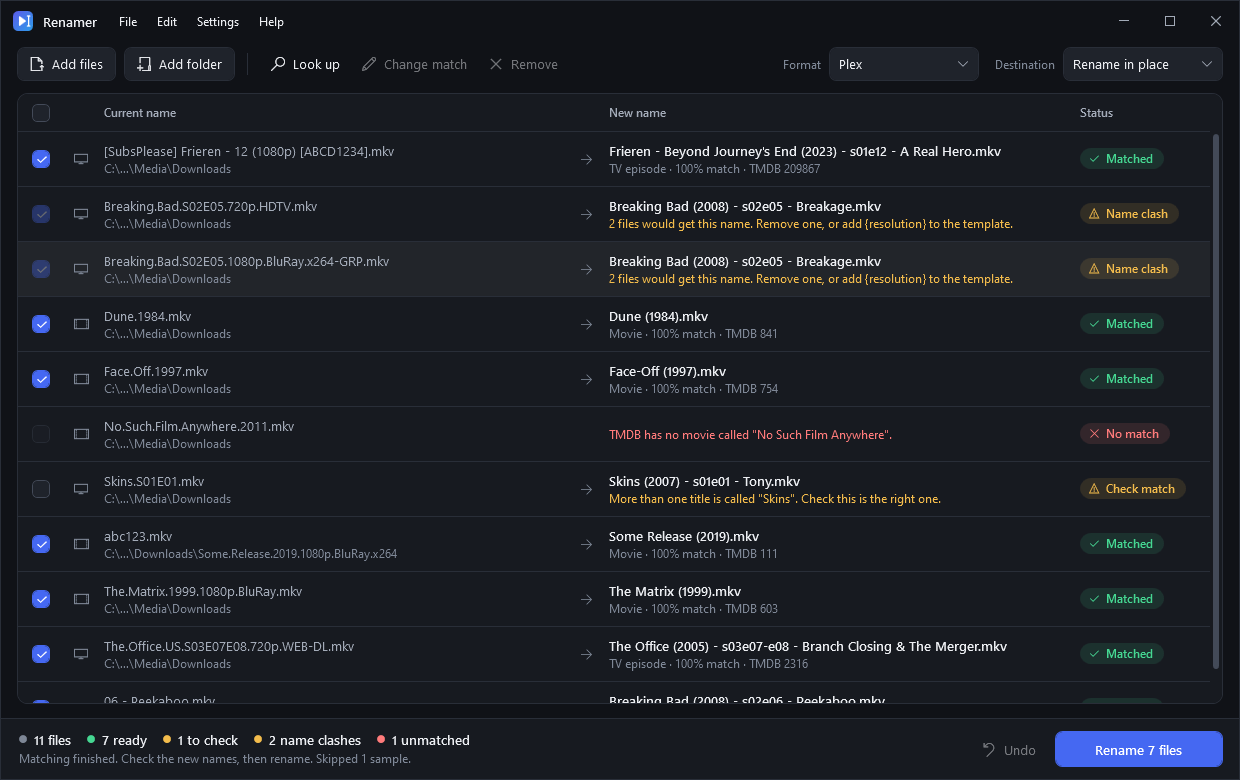 Renamer File Edit Settings Help
Add files Add folder Look up Change match Remove Format Plex Destination Rename in place
Current name New name Status
[SubsPlease] Frieren - 12 (1080p) [ABCD1234].mkv Frieren - Beyond Journey's End (2023) - s01e12 - A Real Hero.mkv Matched
C:\...\Media\Downloads TV episode · 100% match · TMDB 209867
Breaking.Bad.S02E05.720p.HDTV.mkv Breaking Bad (2008) - s02e05 - Breakage.mkv Name clash
C:\...\Media\Downloads 2 files would get this name. Remove one, or add {resolution} to the template.
Breaking.Bad.S02E05.1080p.BluRay.x264-GRP.mkv Breaking Bad (2008) - s02e05 - Breakage.mkv Name clash
C:\...\Media\Downloads 2 files would get this name. Remove one, or add {resolution} to the template.
Dune.1984.mkv Dune (1984).mkv Matched
C:\...\Media\Downloads Movie · 100% match · TMDB 841
Face.Off.1997.mkv Face-Off (1997).mkv Matched
C:\...\Media\Downloads Movie · 100% match · TMDB 754
No.Such.Film.Anywhere.2011.mkv TMDB has no movie called "No Such Film Anywhere". No match
C:\...\Media\Downloads
Skins.S01E01.mkv Skins (2007) - s01e01 - Tony.mkv Check match
C:\...\Media\Downloads More than one title is called "Skins". Check this is the right one.
abc123.mkv Some Release (2019).mkv Matched
C:\...\Downloads\Some.Release.2019.1080p.BluRay.x264 Movie · 100% match · TMDB 111
The.Matrix.1999.1080p.BluRay.mkv The Matrix (1999).mkv Matched
C:\...\Media\Downloads Movie · 100% match · TMDB 603
The.Office.US.S03E07E08.720p.WEB-DL.mkv The Office (2005) - s03e07-e08 - Branch Closing & The Merger.mkv Matched
C:\...\Media\Downloads TV episode · 100% match · TMDB 2316
06 - Peekaboo.mkv Breaking Bad (2008) - s02e06 - Peekaboo.mkv
11 files 7 ready 1 to check 2 name clashes 1 unmatched
Matching finished. Check the new names, then rename. Skipped 1 sample.
Undo Rename 7 files